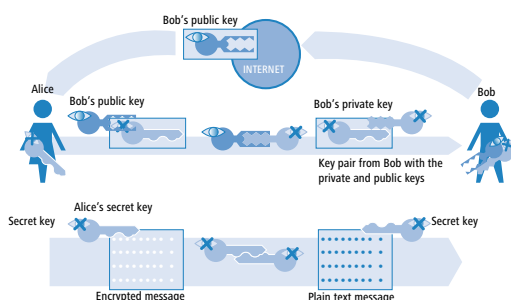 Bob's public key
INTERNET
Alice
Bob
Bob's public key
Bob's private key
Key pair from Bob with the
private and public keys
Alice's secret key
Secret key
Secret key
Encrypted message
Plain text message